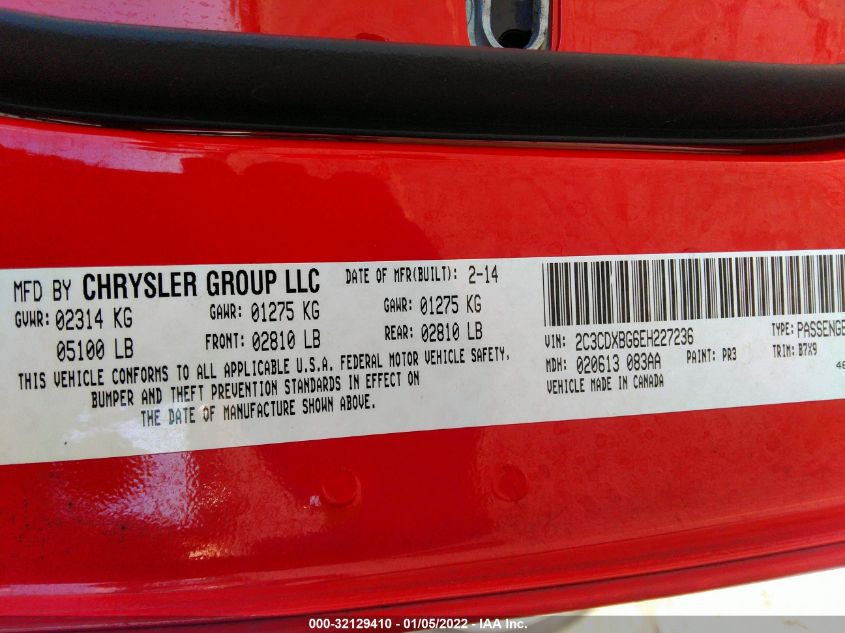 MFD BY CHRYSLER GROUP LLC DATE OF MFR(BUILT): 2-14
GVWR: 02314 KG GAWR: 01275 KG GAWR: 01275 KG
05100 LB FRONT: 02810 LB REAR: 02810 LB
THIS VEHICLE CONFORMS TO ALL APPLICABLE U.S.A. FEDERAL MOTOR VEHICLE SAFETY,
BUMPER AND THEFT PREVENTION STANDARDS IN EFFECT ON
THE DATE OF MANUFACTURE SHOWN ABOVE.
VIN: 2C3CDXBG6EH227236 TYPE: PASSENGE
MDH: 020613 083AA PAINT: PR3 TRIM: B7X9
VEHICLE MADE IN CANADA
000-32129410 - 01/05/2022 - IAA Inc.